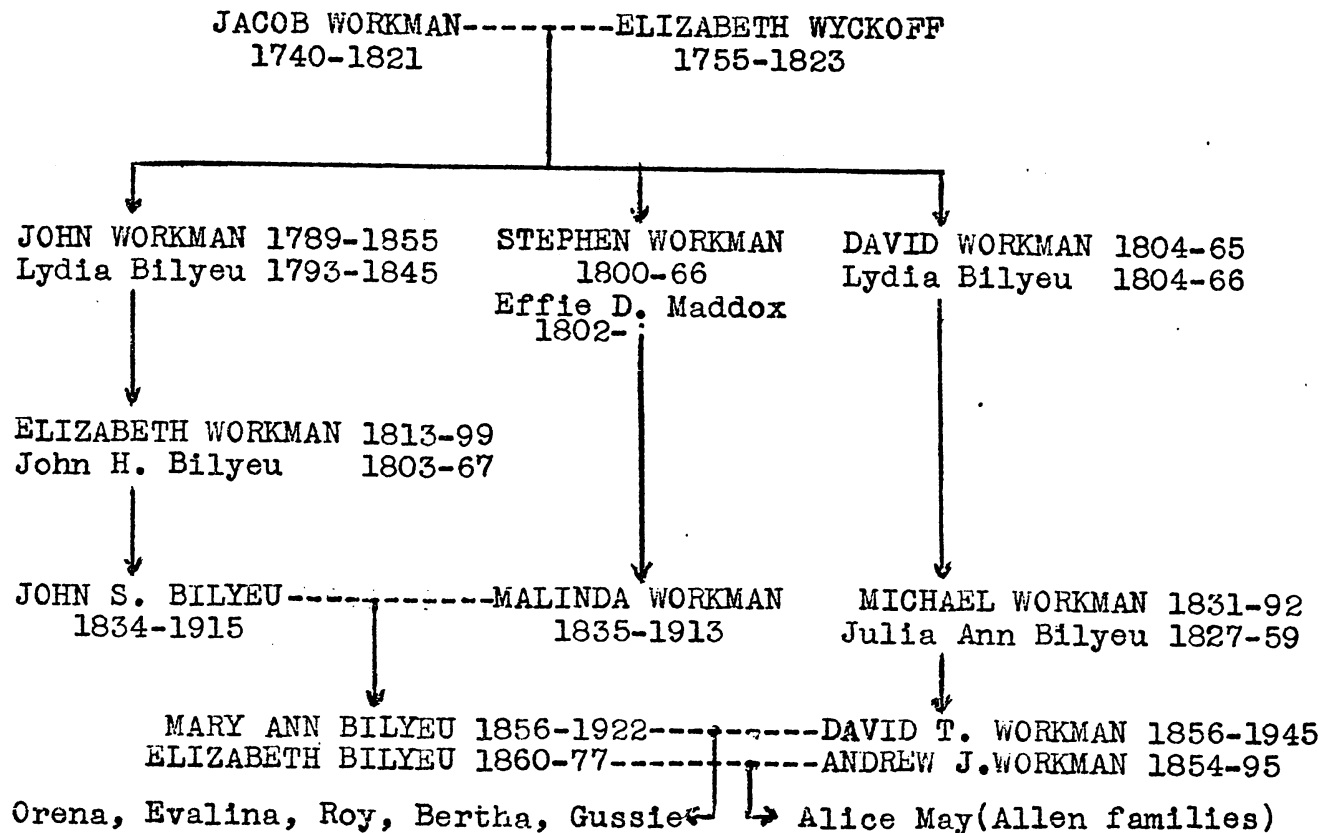 JACOB WORKMAN--------ELIZABETH WYCKOFF
1740-1821 1755-1823
JOHN WORKMAN 1789-1855 STEPHEN WORKMAN DAVID WORKMAN 1804-65
Lydia Bilyeu 1793-1845 1800-66 Lydia Bilyeu 1804-66
Effie D. Maddox
1802-
ELIZABETH WORKMAN 1813-99
John H. Bilyeu 1803-67
JOHN S. BILYEU------------MALINDA WORKMAN MICHAEL WORKMAN 1831-92
1834-1915 1835-1913 Julia Ann Bilyeu 1827-59
MARY ANN BILYEU 1856-1922----------DAVID T. WORKMAN 1856-1945
ELIZABETH BILYEU 1860-77------------ANDREW J.WORKMAN 1854-95
Orena, Evalina, Roy, Bertha, Gussie Alice May(Allen families)